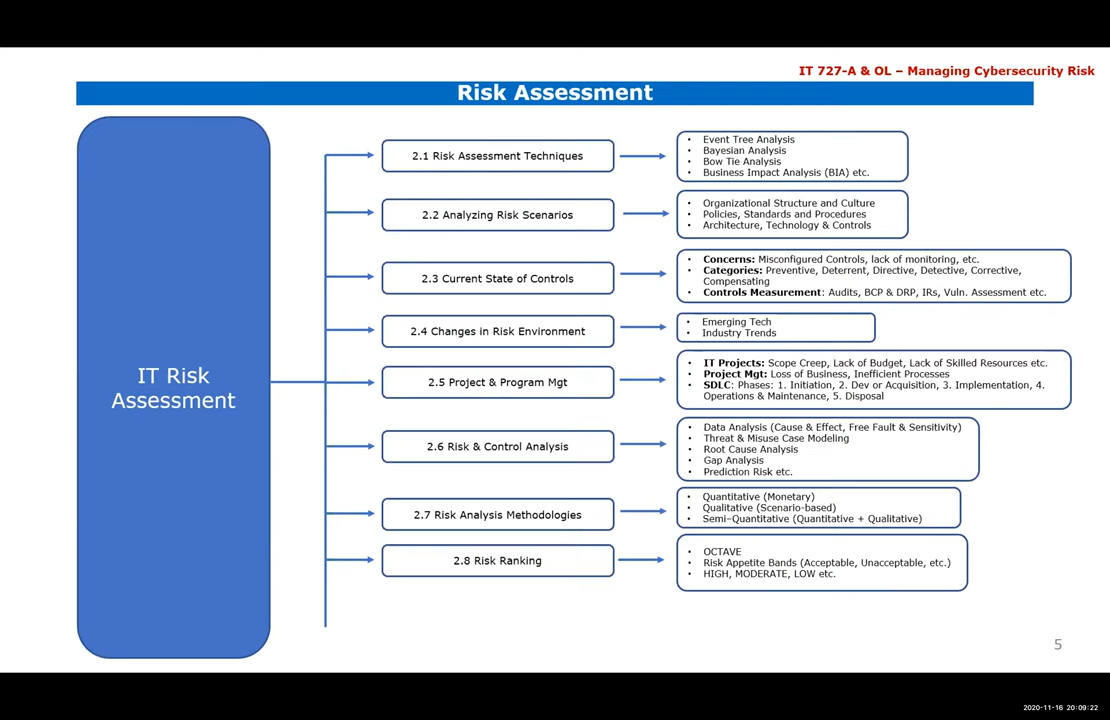 IT 727-A & OL – Managing Cybersecurity Risk
Risk Assessment
IT Risk
Assessment
2.1 Risk Assessment Techniques
• Event Tree Analysis
• Bayesian Analysis
• Bow Tie Analysis
• Business Impact Analysis (BIA) etc.
2.2 Analyzing Risk Scenarios
• Organizational Structure and Culture
• Policies, Standards and Procedures
• Architecture, Technology & Controls
2.3 Current State of Controls
• Concerns: Misconfigured Controls, lack of monitoring, etc.
• Categories: Preventive, Deterrent, Directive, Detective, Corrective,
Compensating
• Controls Measurement: Audits, BCP & DRP, IRs, Vuln. Assessment etc.
2.4 Changes in Risk Environment
• Emerging Tech
• Industry Trends
2.5 Project & Program Mgt
• IT Projects: Scope Creep, Lack of Budget, Lack of Skilled Resources etc.
• Project Mgt: Loss of Business, Inefficient Processes
• SDLC: Phases: 1. Initiation, 2. Dev or Acquisition, 3. Implementation, 4.
Operations & Maintenance, 5. Disposal
2.6 Risk & Control Analysis
• Data Analysis (Cause & Effect, Free Fault & Sensitivity)
• Threat & Misuse Case Modeling
• Root Cause Analysis
• Gap Analysis
• Prediction Risk etc.
2.7 Risk Analysis Methodologies
• Quantitative (Monetary)
• Qualitative (Scenario-based)
• Semi–Quantitative (Quantitative + Qualitative)
2.8 Risk Ranking
• OCTAVE
• Risk Appetite Bands (Acceptable, Unacceptable, etc.)
• HIGH, MODERATE, LOW etc.
5
2020-11-16 20:09:22